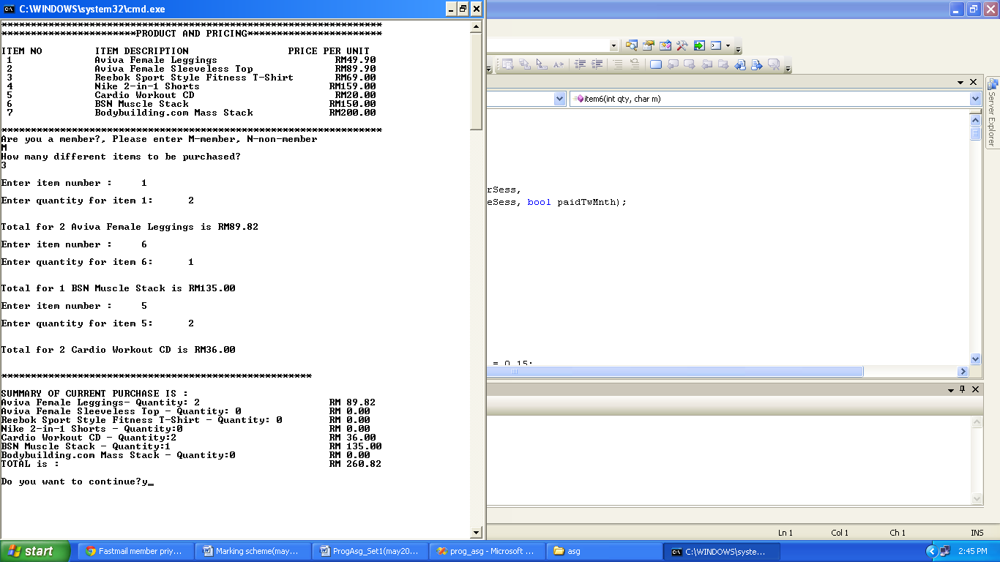 C:\WINDOWS\system32\cmd.exe
*****************************************************************
***********************PRODUCT AND PRICING***********************
ITEM NO ITEM DESCRIPTION PRICE PER UNIT
1 Aviva Female Leggings RM49.90
2 Aviva Female Sleeveless Top RM89.90
3 Reebok Sport Style Fitness T-Shirt RM69.00
4 Nike 2-in-1 Shorts RM159.00
5 Cardio Workout CD RM20.00
6 BSN Muscle Stack RM150.00
7 Bodybuilding.com Mass Stack RM200.00
*****************************************************************
Are you a member?, Please enter M-member, N-non-member
M
How many different items to be purchased?
3
Enter item number : 1
Enter quantity for item 1: 2
Total for 2 Aviva Female Leggings is RM89.82
Enter item number : 6
Enter quantity for item 6: 1
Total for 1 BSN Muscle Stack is RM135.00
Enter item number : 5
Enter quantity for item 5: 2
Total for 2 Cardio Workout CD is RM36.00
*****************************************************
SUMMARY OF CURRENT PURCHASE IS :
Aviva Female Leggings- Quantity: 2 RM 89.82
Aviva Female Sleeveless Top - Quantity: 0 RM 0.00
Reebok Sport Style Fitness T-Shirt - Quantity: 0 RM 0.00
Nike 2-in-1 Shorts - Quantity:0 RM 0.00
Cardio Workout CD - Quantity:2 RM 36.00
BSN Muscle Stack - Quantity:1 RM 135.00
Bodybuilding.com Mass Stack - Quantity:0 RM 0.00
TOTAL is : RM 260.82
Do you want to continue?y_
item6(int qty, char m)
rSess,
eSess, bool paidTwMnth);
= 0.15;
Server Explorer
Ln 1 Col 1 Ch 1 INS
start Fastmail member priy... Marking scheme(may... ProgAsg_Set1(may20... prog_asg - Microsoft ... asg C:\WINDOWS\syste... 2:45 PM